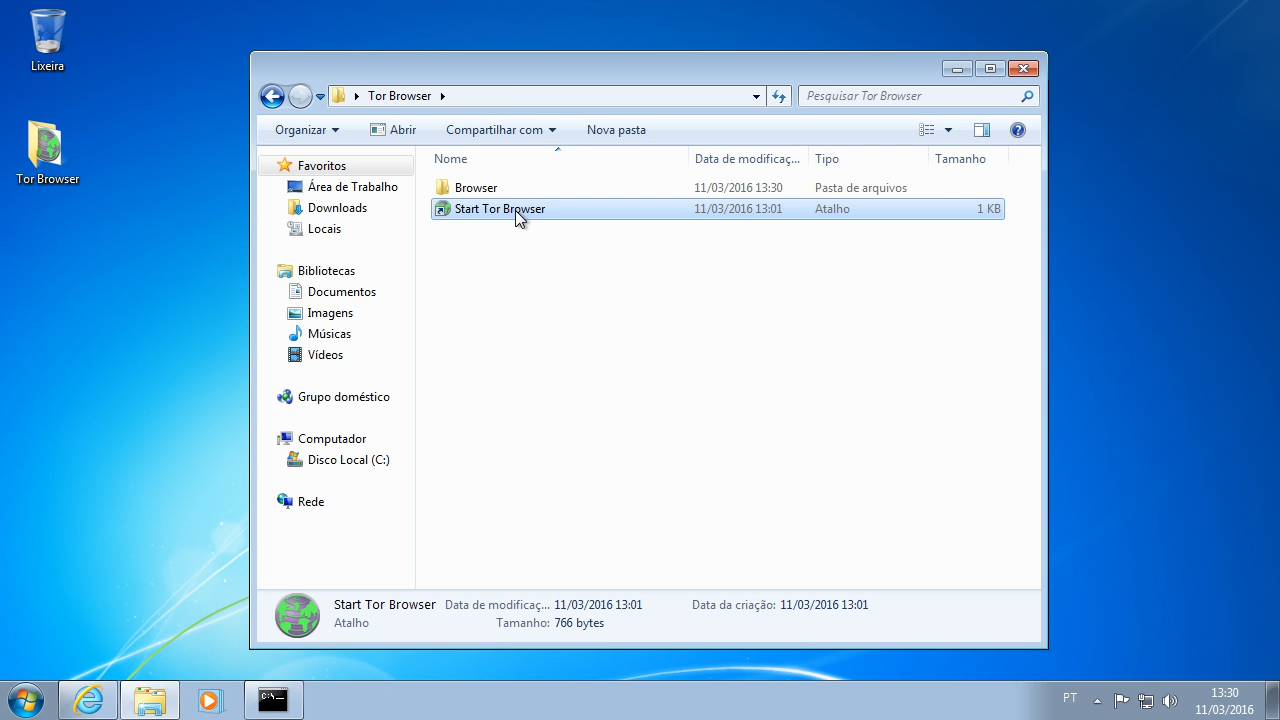 Lixeira
Tor Browser
Tor Browser
Pesquisar Tor Browser
Organizar
Abrir
Compartilhar com
Nova pasta
Favoritos
Área de Trabalho
Downloads
Locais
Bibliotecas
Documentos
Imagens
Músicas
Vídeos
Grupo doméstico
Computador
Disco Local (C:)
Rede
Nome Data de modificaç... Tipo Tamanho
Browser 11/03/2016 13:30 Pasta de arquivos
Start Tor Browser 11/03/2016 13:01 Atalho 1 KB
Start Tor Browser Data de modificaç... 11/03/2016 13:01 Data da criação: 11/03/2016 13:01
Atalho Tamanho: 766 bytes
C:\
PT
13:30
11/03/2016